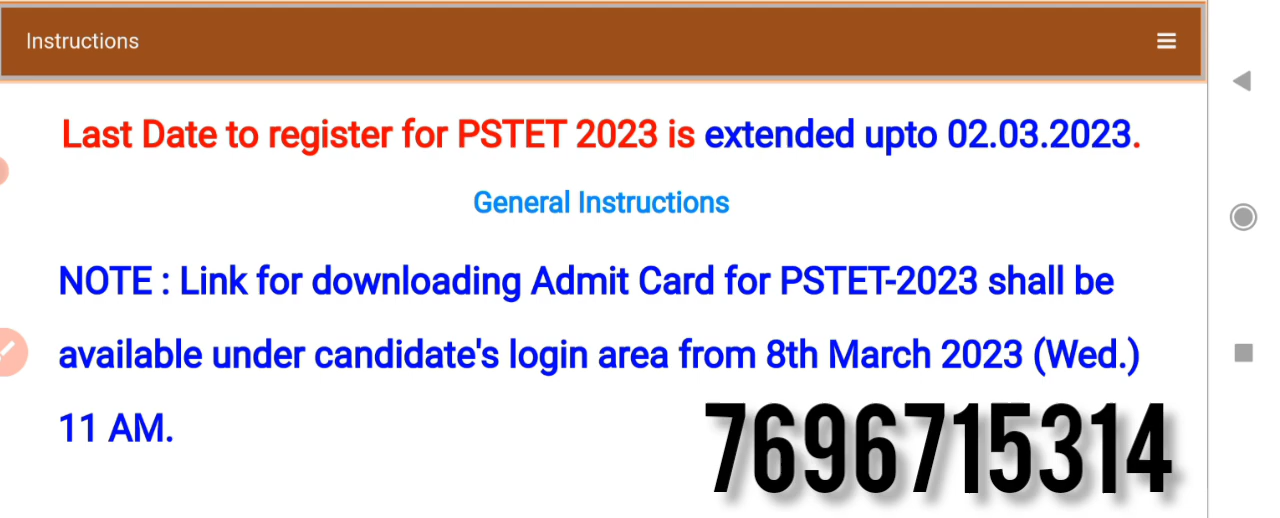 Instructions
Last Date to register for PSTET 2023 is extended upto 02.03.2023.
General Instructions
NOTE : Link for downloading Admit Card for PSTET-2023 shall be
available under candidate's login area from 8th March 2023 (Wed.)
11 AM.
7696715314